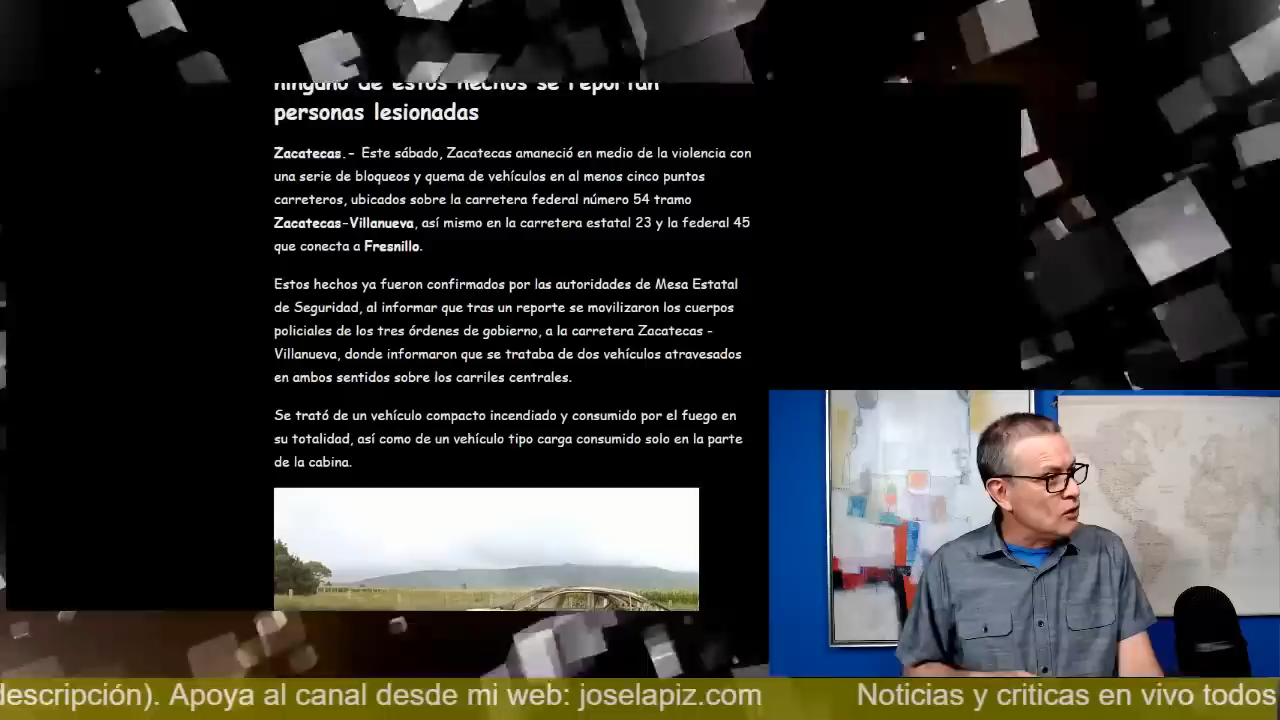 ninguno de estos hechos se reportan
personas lesionadas
Zacatecas.- Este sábado, Zacatecas amaneció en medio de la violencia con
una serie de bloqueos y quema de vehículos en al menos cinco puntos
carreteros, ubicados sobre la carretera federal número 54 tramo
Zacatecas-Villanueva, así mismo en la carretera estatal 23 y la federal 45
que conecta a Fresnillo.
Estos hechos ya fueron confirmados por las autoridades de Mesa Estatal
de Seguridad, al informar que tras un reporte se movilizaron los cuerpos
policiales de los tres órdenes de gobierno, a la carretera Zacatecas -
Villanueva, donde informaron que se trataba de dos vehículos atravesados
en ambos sentidos sobre los carriles centrales.
Se trató de un vehículo compacto incendiado y consumido por el fuego en
su totalidad, así como de un vehículo tipo carga consumido solo en la parte
de la cabina.
descripción). Apoya al canal desde mi web: joselapiz.com Noticias y criticas en vivo todos